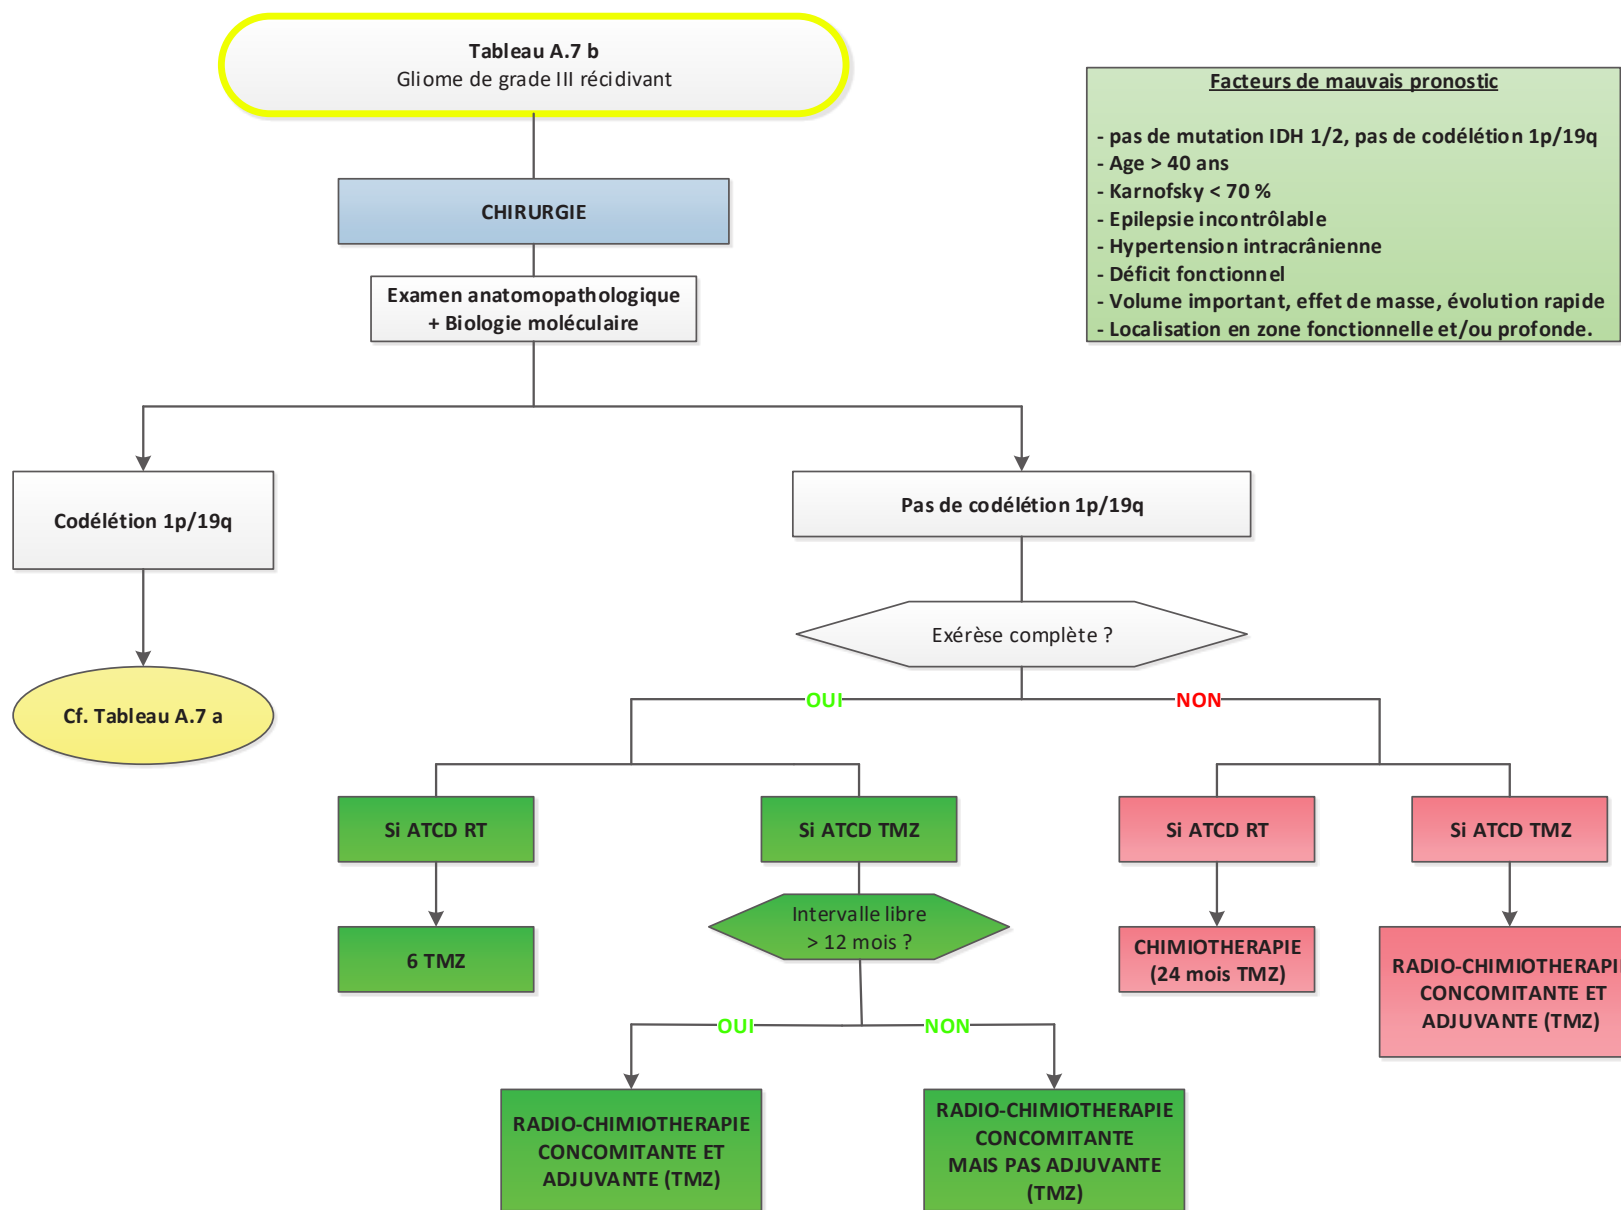 Tableau A.7 b
Gliome de grade III récidivant
Facteurs de mauvais pronostic
- pas de mutation IDH 1/2, pas de codélétion 1p/19q
- Age > 40 ans
- Karnofsky < 70 %
- Epilepsie incontrôlable
- Hypertension intracrânienne
- Déficit fonctionnel
- Volume important, effet de masse, évolution rapide
- Localisation en zone fonctionnelle et/ou profonde.
CHIRURGIE
Examen anatomopathologique
+ Biologie moléculaire
Codélétion 1p/19q
Pas de codélétion 1p/19q
Exérèse complète ?
Cf. Tableau A.7 a
OUI
NON
Si ATCD RT
Si ATCD TMZ
Si ATCD RT
Si ATCD TMZ
Intervalle libre
> 12 mois ?
6 TMZ
CHIMIOTHERAPIE
(24 mois TMZ)
RADIO-CHIMIOTHERAPIE
CONCOMITANTE ET
ADJUVANTE (TMZ)
OUI
NON
RADIO-CHIMIOTHERAPIE
CONCOMITANTE ET
ADJUVANTE (TMZ)
RADIO-CHIMIOTHERAPIE
CONCOMITANTE
MAIS PAS ADJUVANTE
(TMZ)